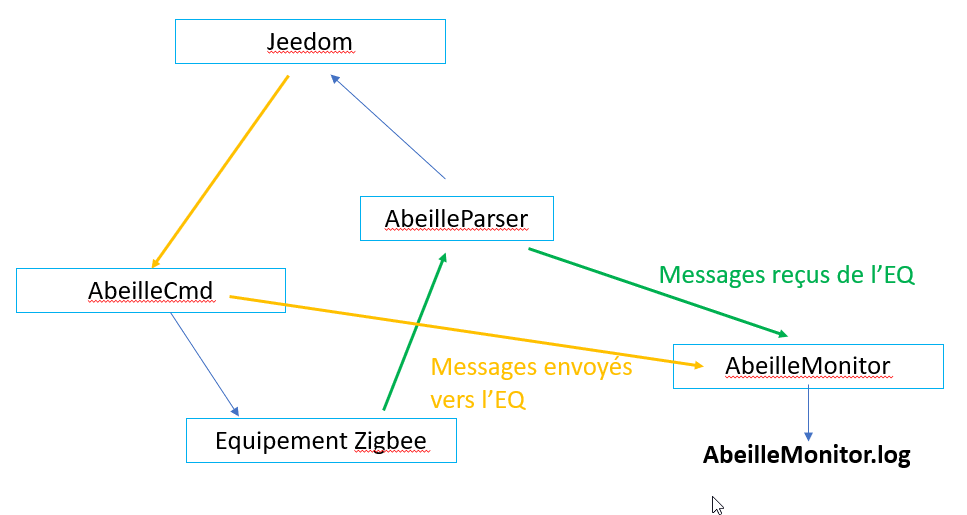 Jeedom
AbeilleParser
Messages reçus de l'EQ
AbeilleCmd
Messages envoyés
vers l'EQ
AbeilleMonitor
Equipement Zigbee
AbeilleMonitor.log